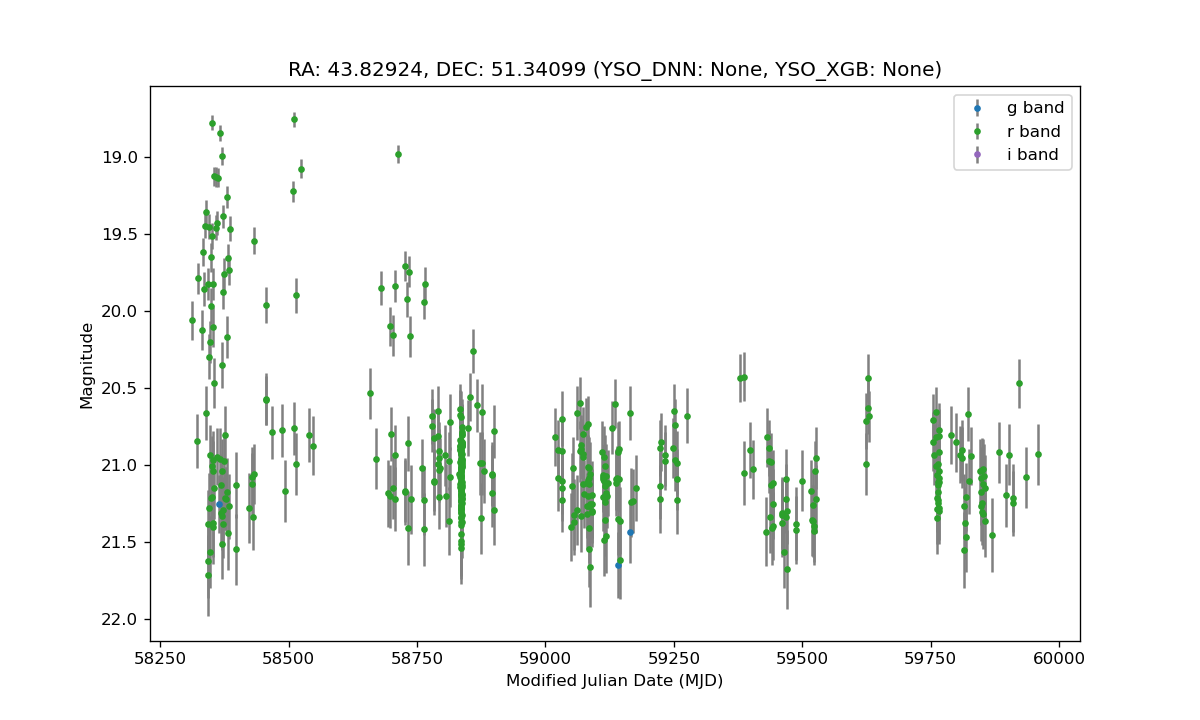 RA: 43.82924, DEC: 51.34099 (YSO_DNN: None, YSO_XGB: None)
g band
r band
i band
19.0
19.5
20.0
20.5
21.0
21.5
22.0
Magnitude
58250 58500 58750 59000 59250 59500 59750 60000
Modified Julian Date (MJD)